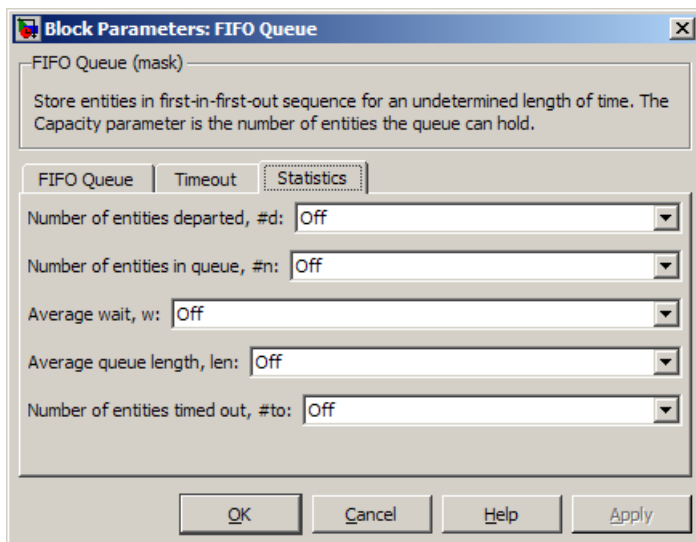 Block Parameters: FIFO Queue
FIFO Queue (mask)
Store entities in first-in-first-out sequence for an undetermined length of time. The
Capacity parameter is the number of entities the queue can hold.
FIFO Queue Timeout Statistics
Number of entities departed, #d: Off
Number of entities in queue, #n: Off
Average wait, w: Off
Average queue length, len: Off
Number of entities timed out, #to: Off
OK Cancel Help Apply